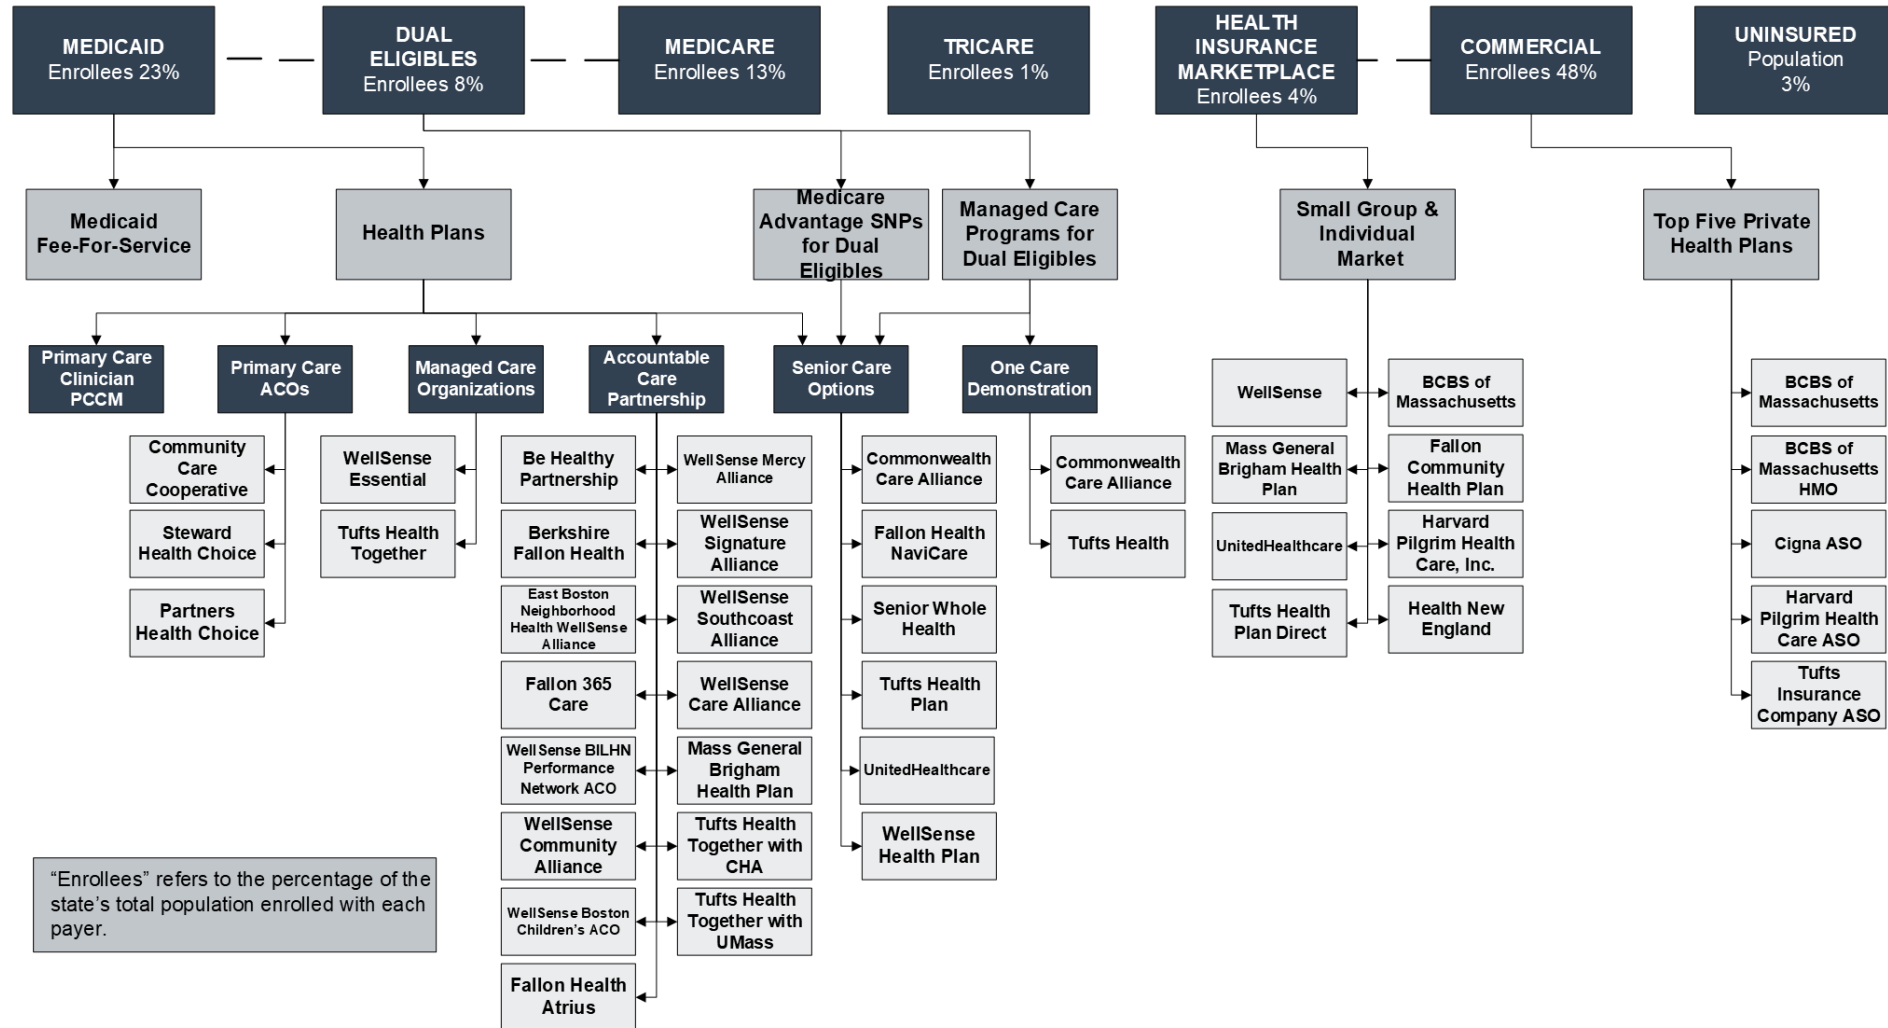 MEDICAID
Enrollees 23%
DUAL
ELIGIBLES
Enrollees 8%
MEDICARE
Enrollees 13%
TRICARE
Enrollees 1%
HEALTH
INSURANCE
MARKETPLACE
Enrollees 4%
COMMERCIAL
Enrollees 48%
UNINSURED
Population
3%
Medicaid
Fee-For-Service
Health Plans
Medicare
Advantage SNPs
for Dual
Eligibles
Managed Care
Programs for
Dual Eligibles
Small Group &
Individual
Market
Top Five Private
Health Plans
Primary Care
Clinician
PCCM
Primary Care
ACOs
Managed Care
Organizations
Accountable
Care
Partnership
Senior Care
Options
One Care
Demonstration
Community
Care
Cooperative
Steward
Health Choice
Partners
Health Choice
WellSense
Essential
Tufts Health
Together
Be Healthy
Partnership
Berkshire
Fallon Health
East Boston
Neighborhood
Health WellSense
Alliance
Fallon 365
Care
WellSense BILHN
Performance
Network ACO
WellSense
Community
Alliance
WellSense Boston
Children's ACO
Fallon Health
Atrius
WellSense Mercy
Alliance
WellSense
Signature
Alliance
WellSense
Southcoast
Alliance
WellSense
Care Alliance
Mass General
Brigham
Health Plan
Tufts Health
Together with
CHA
Tufts Health
Together with
UMass
Commonwealth
Care Alliance
Fallon Health
NaviCare
Senior Whole
Health
Tufts Health
Plan
UnitedHealthcare
WellSense
Health Plan
Commonwealth
Care Alliance
Tufts Health
WellSense
Mass General
Brigham Health
Plan
UnitedHealthcare
Tufts Health
Plan Direct
BCBS of
Massachusetts
Fallon
Community
Health Plan
Harvard
Pilgrim Health
Care, Inc.
Health New
England
BCBS of
Massachusetts
BCBS of
Massachusetts
HMO
Cigna ASO
Harvard
Pilgrim Health
Care ASO
Tufts
Insurance
Company ASO
“Enrollees” refers to the percentage of the
state’s total population enrolled with each
payer.